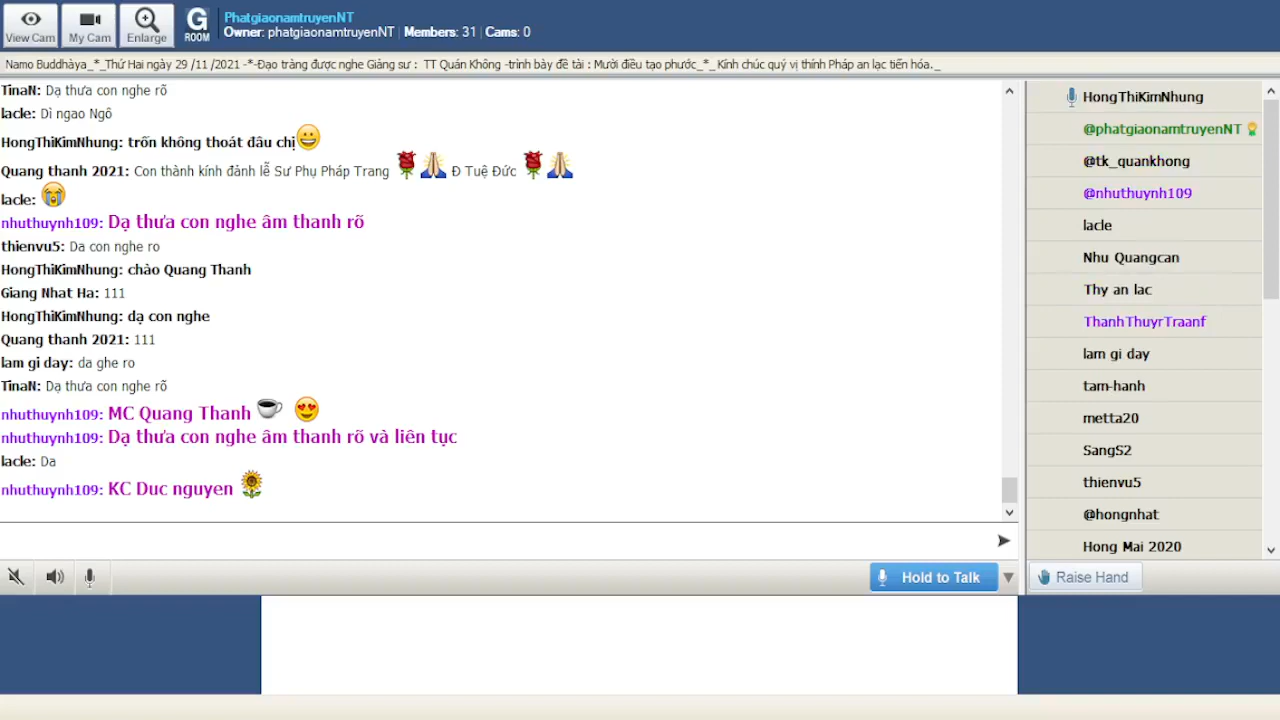 View Cam
My Cam
Enlarge
G
ROOM
PhatgiaonamtruyenNT
Owner: phatgiaonamtruyenNT | Members: 31 | Cams: 0
Namo Buddhàya_*_Thứ Hai ngày 29 /11 /2021 -*-Đạo tràng được nghe Giảng sư : TT Quán Không -trình bày đề tài : Mười điều tạo phước_*_ Kính chúc quý vị thính Pháp an lạc tiến hóa._
TinaN: Dạ thưa con nghe rõ
lacle: Dì ngao Ngô
HongThiKimNhung: trốn không thoát đâu chị
Quang thanh 2021: Con thành kính đảnh lễ Sư Phụ Pháp Trang Đ Tuệ Đức
lacle:
nhuthuynh109: Dạ thưa con nghe âm thanh rõ
thienvu5: Da con nghe ro
HongThiKimNhung: chào Quang Thanh
Giang Nhat Ha: 111
HongThiKimNhung: dạ con nghe
Quang thanh 2021: 111
lam gi day: da ghe ro
TinaN: Dạ thưa con nghe rõ
nhuthuynh109: MC Quang Thanh
nhuthuynh109: Dạ thưa con nghe âm thanh rõ và liên tục
lacle: Da
nhuthuynh109: KC Duc nguyen
Hold to Talk
HongThiKimNhung
@phatgiaonamtruyenNT
@tk_quankhong
@nhuthuynh109
lacle
Nhu Quangcan
Thy an lac
ThanhThuyrTraanf
lam gi day
tam-hanh
metta20
SangS2
thienvu5
@hongnhat
Hong Mai 2020
Raise Hand